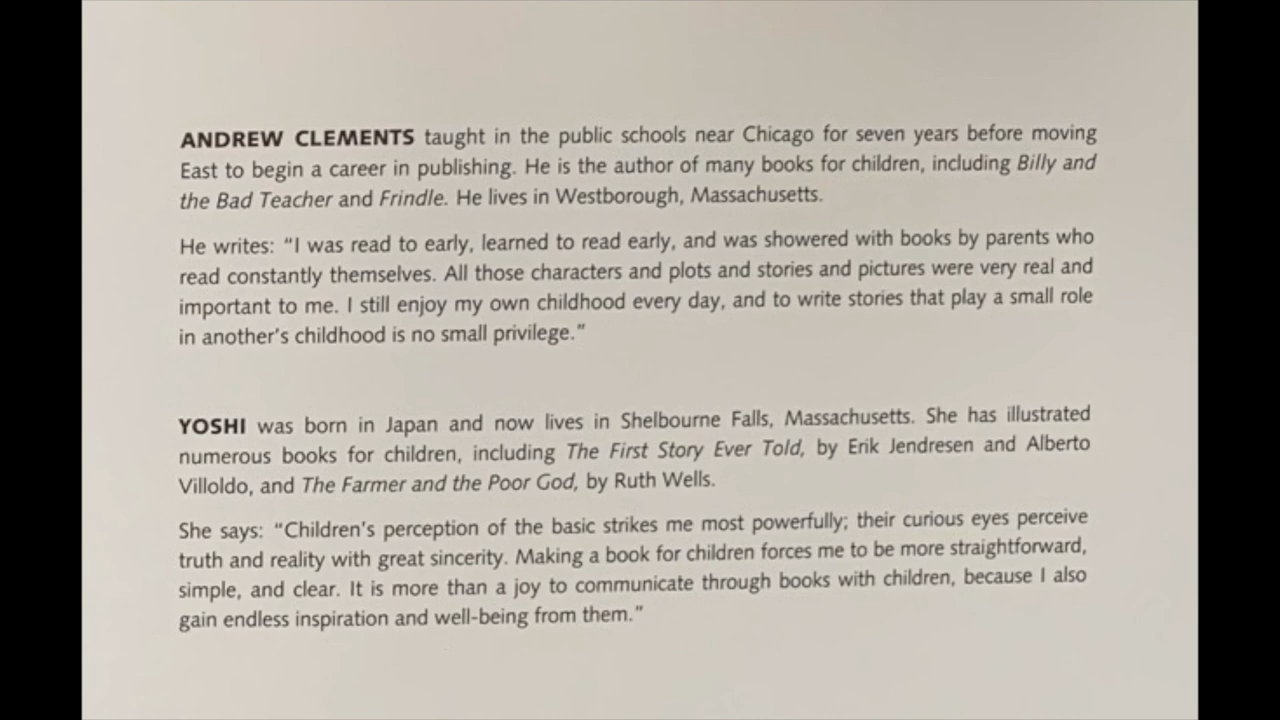 ANDREW CLEMENTS taught in the public schools near Chicago for seven years before moving
East to begin a career in publishing. He is the author of many books for children, including Billy and
the Bad Teacher and Frindle. He lives in Westborough, Massachusetts.
He writes: “I was read to early, learned to read early, and was showered with books by parents who
read constantly themselves. All those characters and plots and stories and pictures were very real and
important to me. I still enjoy my own childhood every day, and to write stories that play a small role
in another’s childhood is no small privilege.”
YOSHI was born in Japan and now lives in Shelbourne Falls, Massachusetts. She has illustrated
numerous books for children, including The First Story Ever Told, by Erik Jendresen and Alberto
Villoldo, and The Farmer and the Poor God, by Ruth Wells.
She says: “Children’s perception of the basic strikes me most powerfully; their curious eyes perceive
truth and reality with great sincerity. Making a book for children forces me to be more straightforward,
simple, and clear. It is more than a joy to communicate through books with children, because I also
gain endless inspiration and well-being from them.”